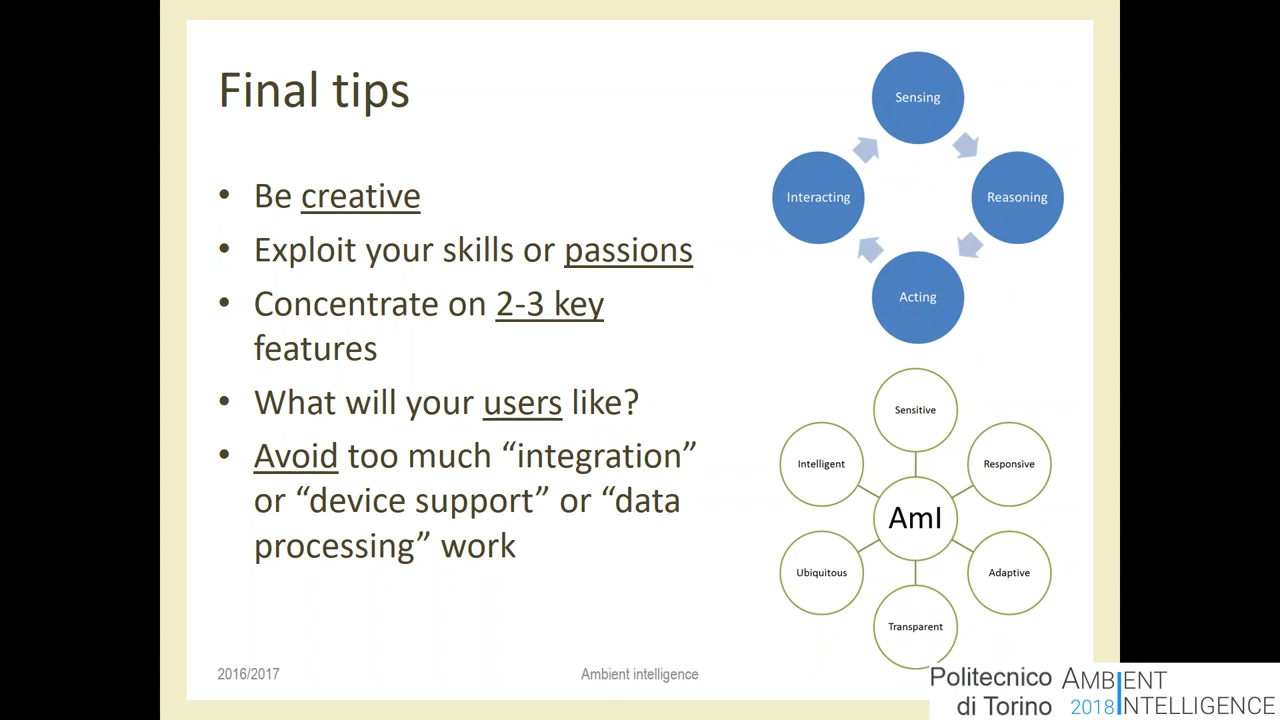 Final tips
• Be creative
• Exploit your skills or passions
• Concentrate on 2-3 key
features
• What will your users like?
• Avoid too much “integration”
or “device support” or “data
processing” work
Sensing
Interacting
Reasoning
Acting
Sensitive
Intelligent
Responsive
AmI
Ubiquitous
Adaptive
Transparent
2016/2017
Ambient intelligence
Politecnico
di Torino
AMBIENT
2018 INTELLIGENCE